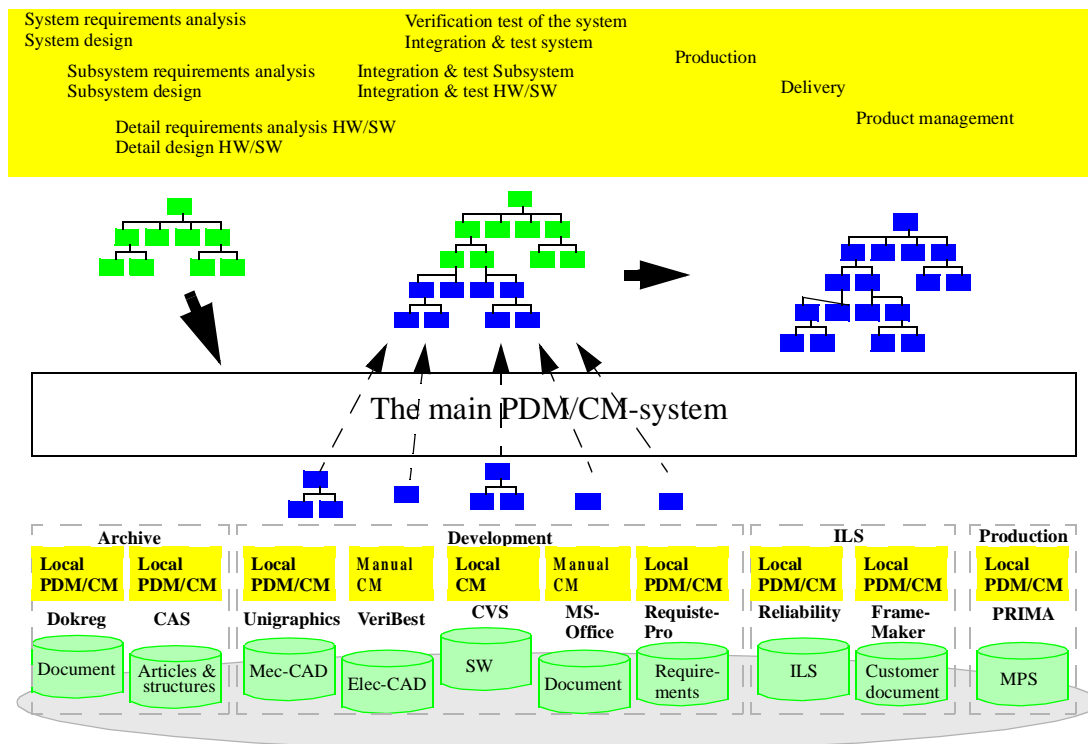 System requirements analysis
System design
Verification test of the system
Integration & test system
Subsystem requirements analysis
Subsystem design
Integration & test Subsystem
Integration & test HW/SW
Production
Delivery
Product management
Detail requirements analysis HW/SW
Detail design HW/SW
The main PDM/CM-system
Archive
Development
ILS
Production
Local
PDM/CM
Local
PDM/CM
Local
PDM/CM
Manual
CM
Local
CM
Manual
CM
Local
PDM/CM
Local
PDM/CM
Local
PDM/CM
Local
PDM/CM
Dokreg
CAS
Unigraphics
VeriBest
CVS
MS-
Office
Requiste-
Pro
Reliability
Frame-
Maker
PRIMA
Document
Articles &
structures
Mec-CAD
Elec-CAD
SW
Document
Require-
ments
ILS
Customer
document
MPS